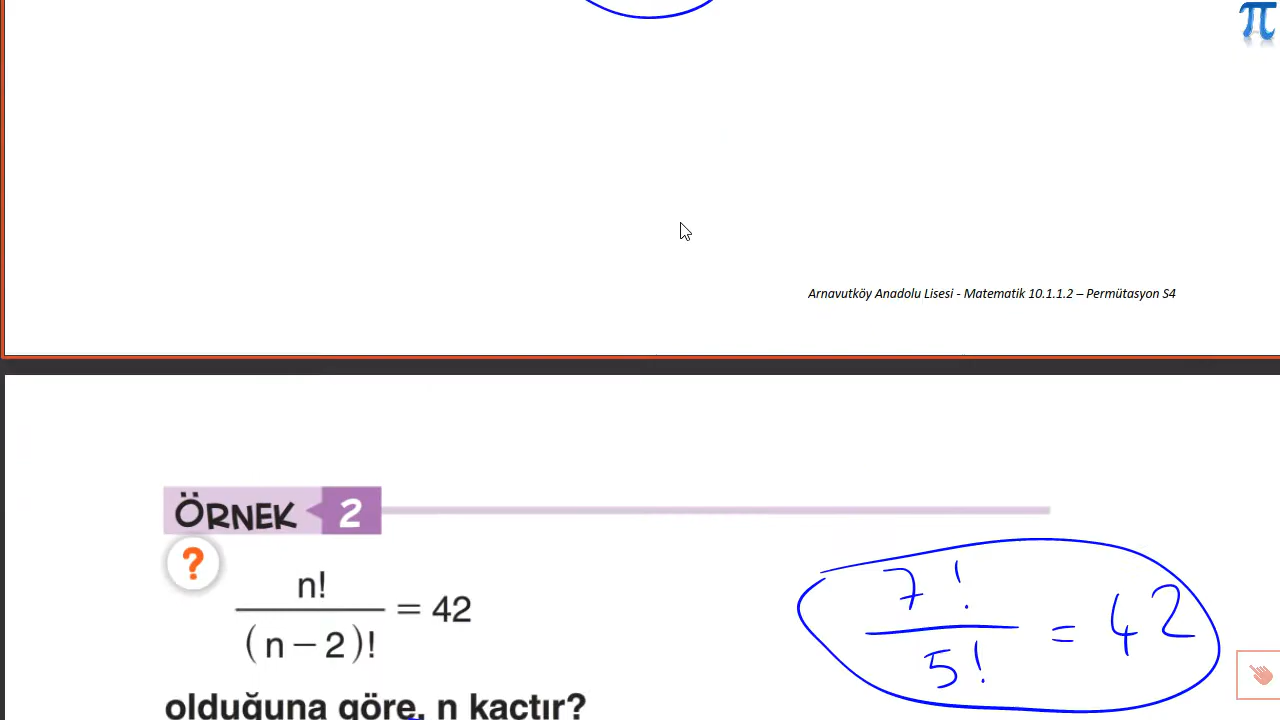 π
Arnavutköy Anadolu Lisesi - Matematik 10.1.1.2 – Permütasyon S4
ÖRNEK 2
?
n!
(n – 2)!
= 42
olduğuna göre, n kaçtır?
7!
5!
= 42